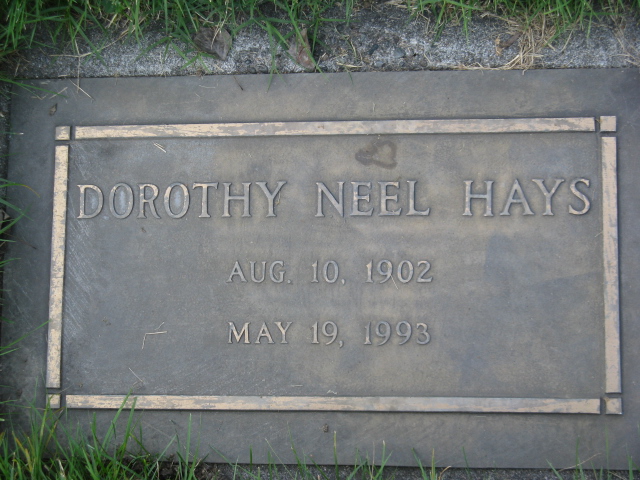 DOROTHY NEEL HAYS
AUG. 10, 1902
MAY 19, 1993